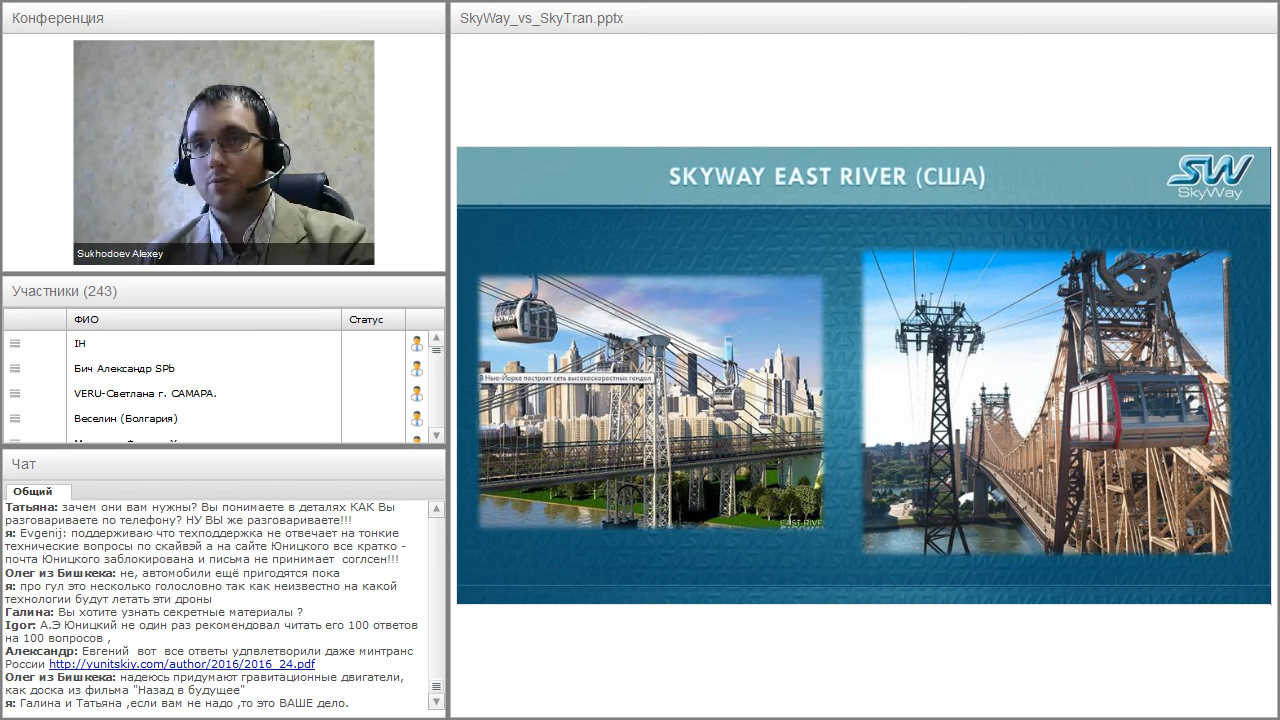 Конференция
Sukhodoev Alexey
Участники (243)
ФИО
Статус
IH
Бич Александр SPЬ
VERU-Светлана г. САМАРА.
Веселин (Болгария)
Чат
Общий
Татьяна: зачем они вам нужны? Вы понимаете в деталях КАК Вы
разговариваете по телефону? НУ ВЫ же разговариваете!!!
я: Evgenij: поддерживаю что техподдержка не отвечает на тонкие
технические вопросы по скайвэй а на сайте Юницкого все кратко -
почта Юницкого заблокирована и письма не принимает соглсен!!!
Олег из Бишкека: не, автомобили ещё пригодятся пока
я: про гул это несколько голословно так как неизвестно на какой
технологии будут летать эти дроны
Галина: Вы хотите узнать секретные материалы ?
Igor: А.Э Юницкий не один раз рекомендовал читать его 100 ответов
на 100 вопросов ,
Александр: Евгений вот все ответы удпвлетворили даже минтранс
России http://yunitskiy.com/author/2016/2016_24.pdf
Олег из Бишкека: надеюсь придумают гравитационные двигатели,
как доска из фильма "Назад в будущее"
я: Галина и Татьяна ,если вам не надо ,то это ВАШЕ дело.
SkyWay_vs_SkyTran.pptx
SKYWAY EAST RIVER (США)
SW
SkyWay
SKYWAY
В Нью-Йорке построят сеть высокоскоростных гондол
EAST RIVER
SKYWAY